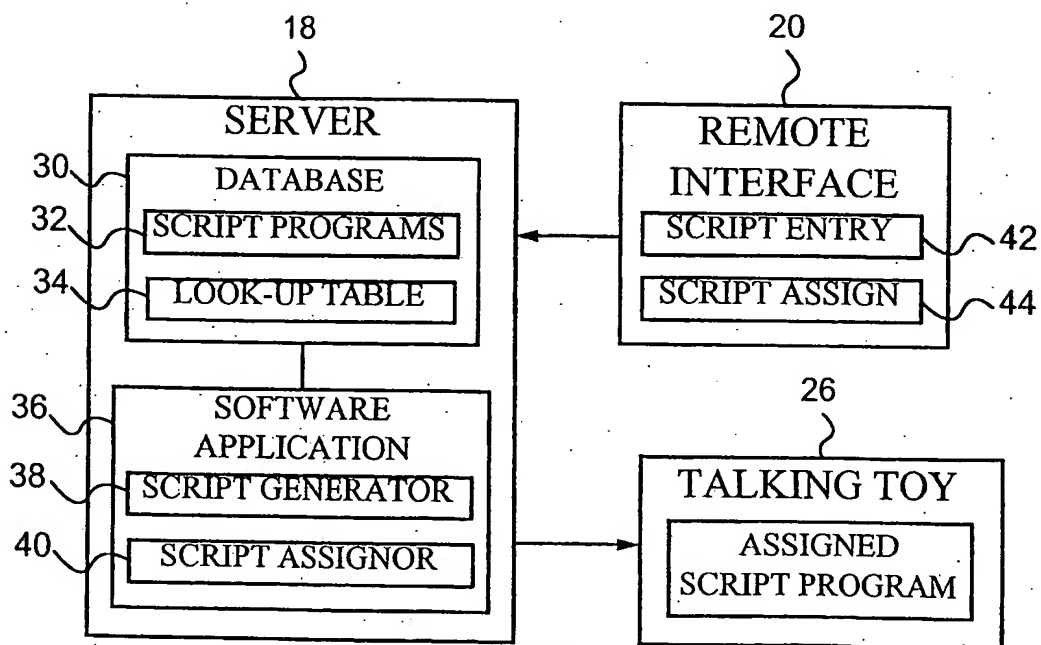 18
SERVER
30
DATABASE
32
SCRIPT PROGRAMS
34
LOOK-UP TABLE
36
SOFTWARE
APPLICATION
38
SCRIPT GENERATOR
40
SCRIPT ASSIGNOR
20
REMOTE
INTERFACE
SCRIPT ENTRY
42
SCRIPT ASSIGN
44
26
TALKING TOY
ASSIGNED
SCRIPT PROGRAM